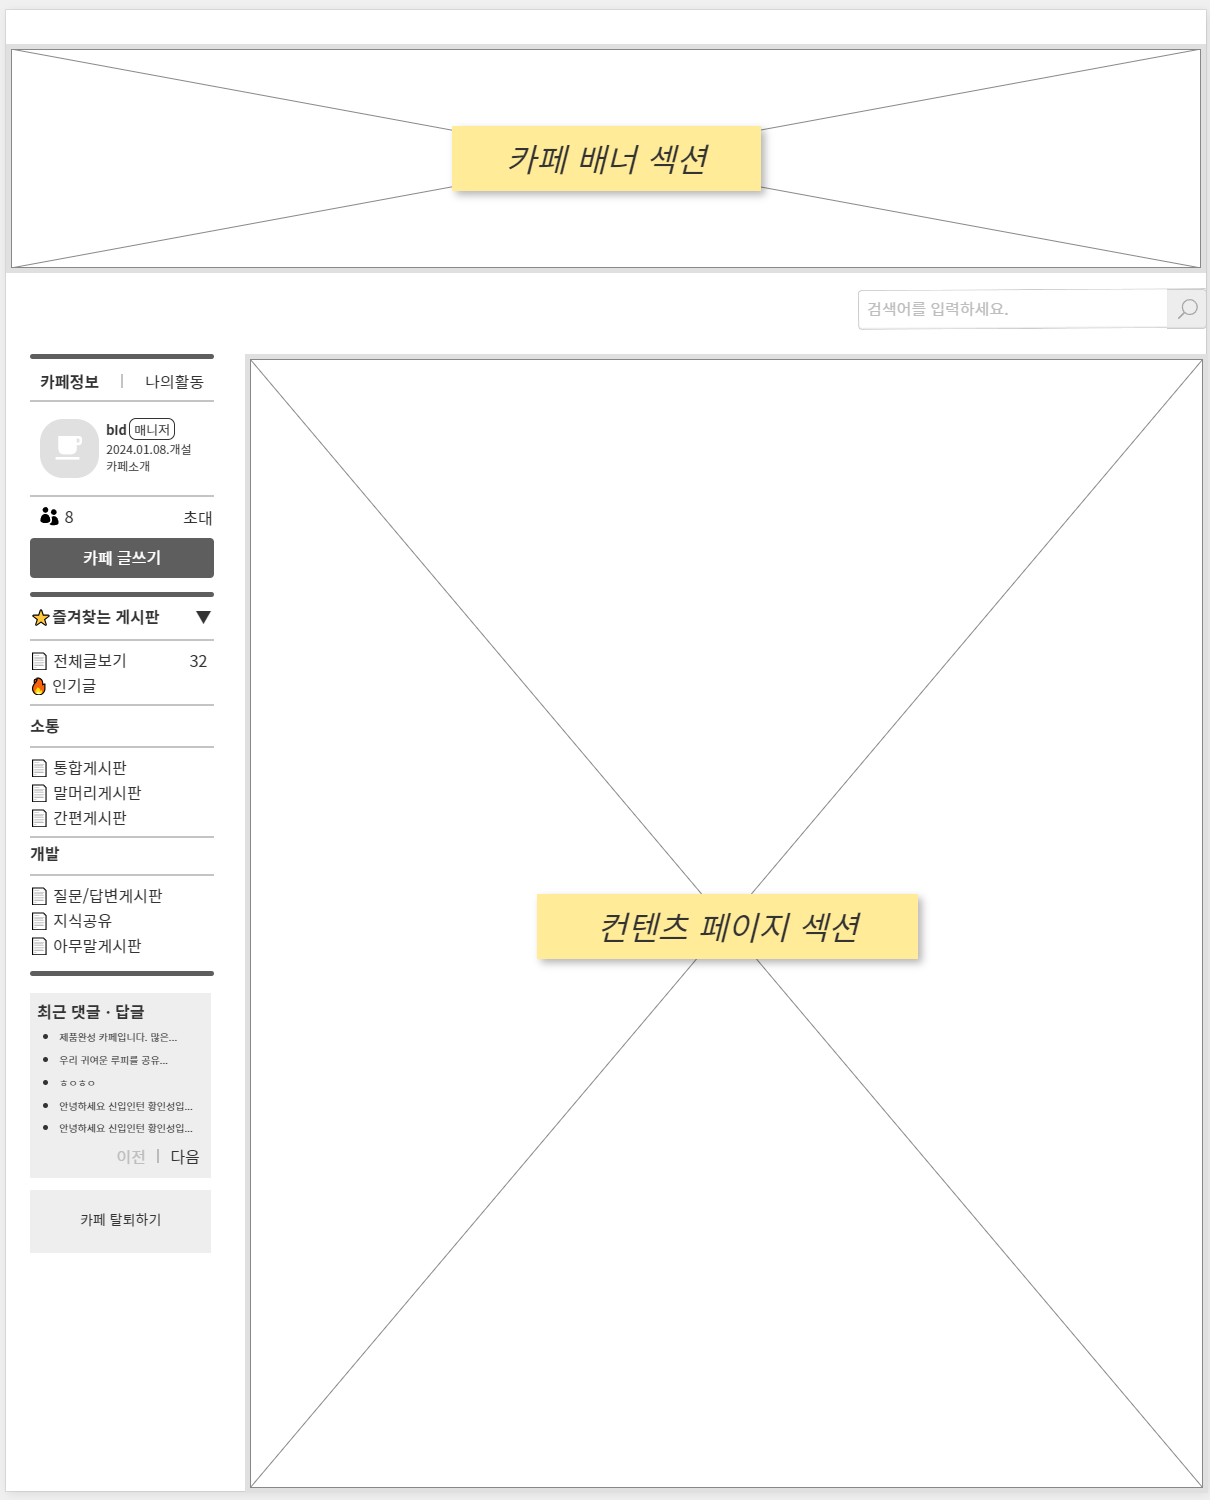 카페 배너 섹션
검색어를 입력하세요.
카페정보 | 나의활동
bld 매니저
2024.01.08.개설
카페소개
8 초대
카페 글쓰기
즐겨찾는 게시판 ▼
전체글보기 32
인기글
소통
통합게시판
말머리게시판
간편게시판
개발
질문/답변게시판
지식공유
아무말게시판
컨텐츠 페이지 섹션
최근 댓글 · 답글
제품완성 카페입니다. 많은...
우리 귀여운 루피를 공유...
ㅎㅇㅎㅇ
안녕하세요 신입인턴 황인성입...
안녕하세요 신입인턴 황인성입...
이전 | 다음
카페 탈퇴하기